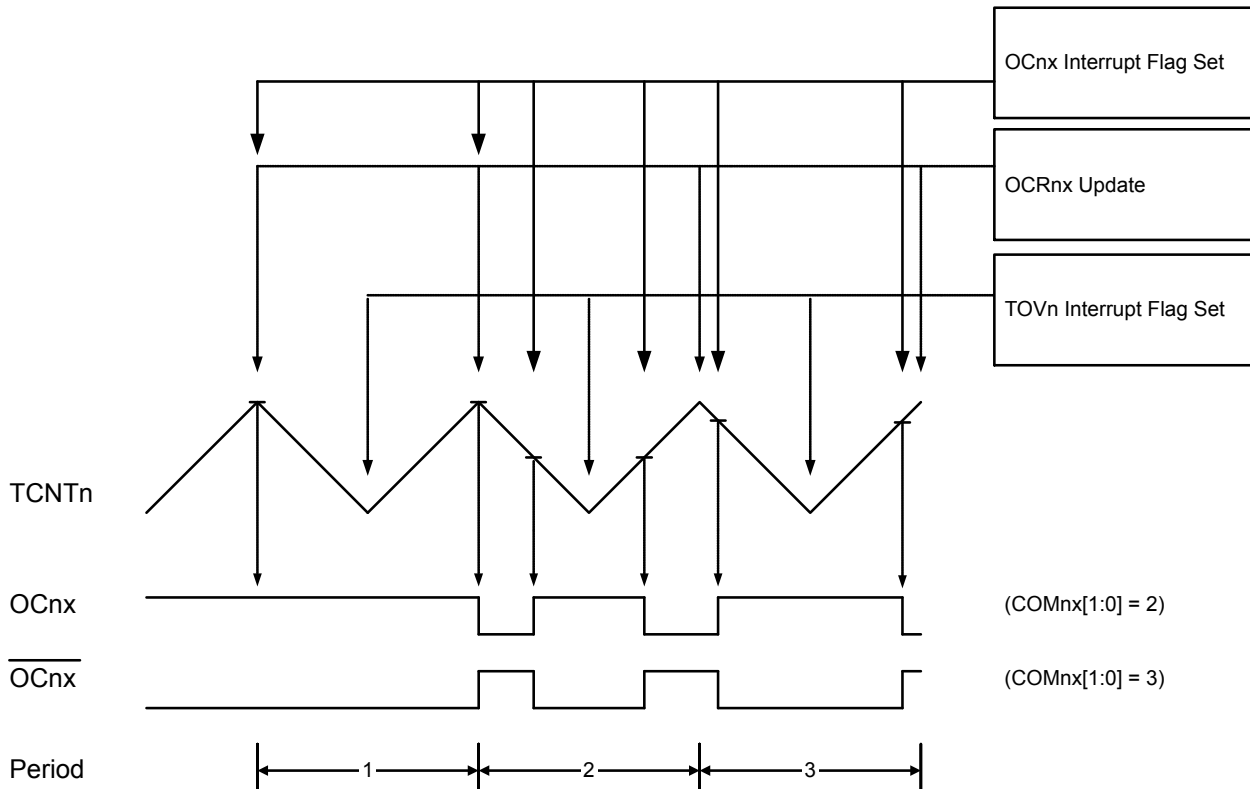 OCnx Interrupt Flag Set
OCRnx Update
TOVn Interrupt Flag Set
TCNTn
OCnx
(COMnx[1:0] = 2)
OCnx
(COMnx[1:0] = 3)
Period
1
2
3